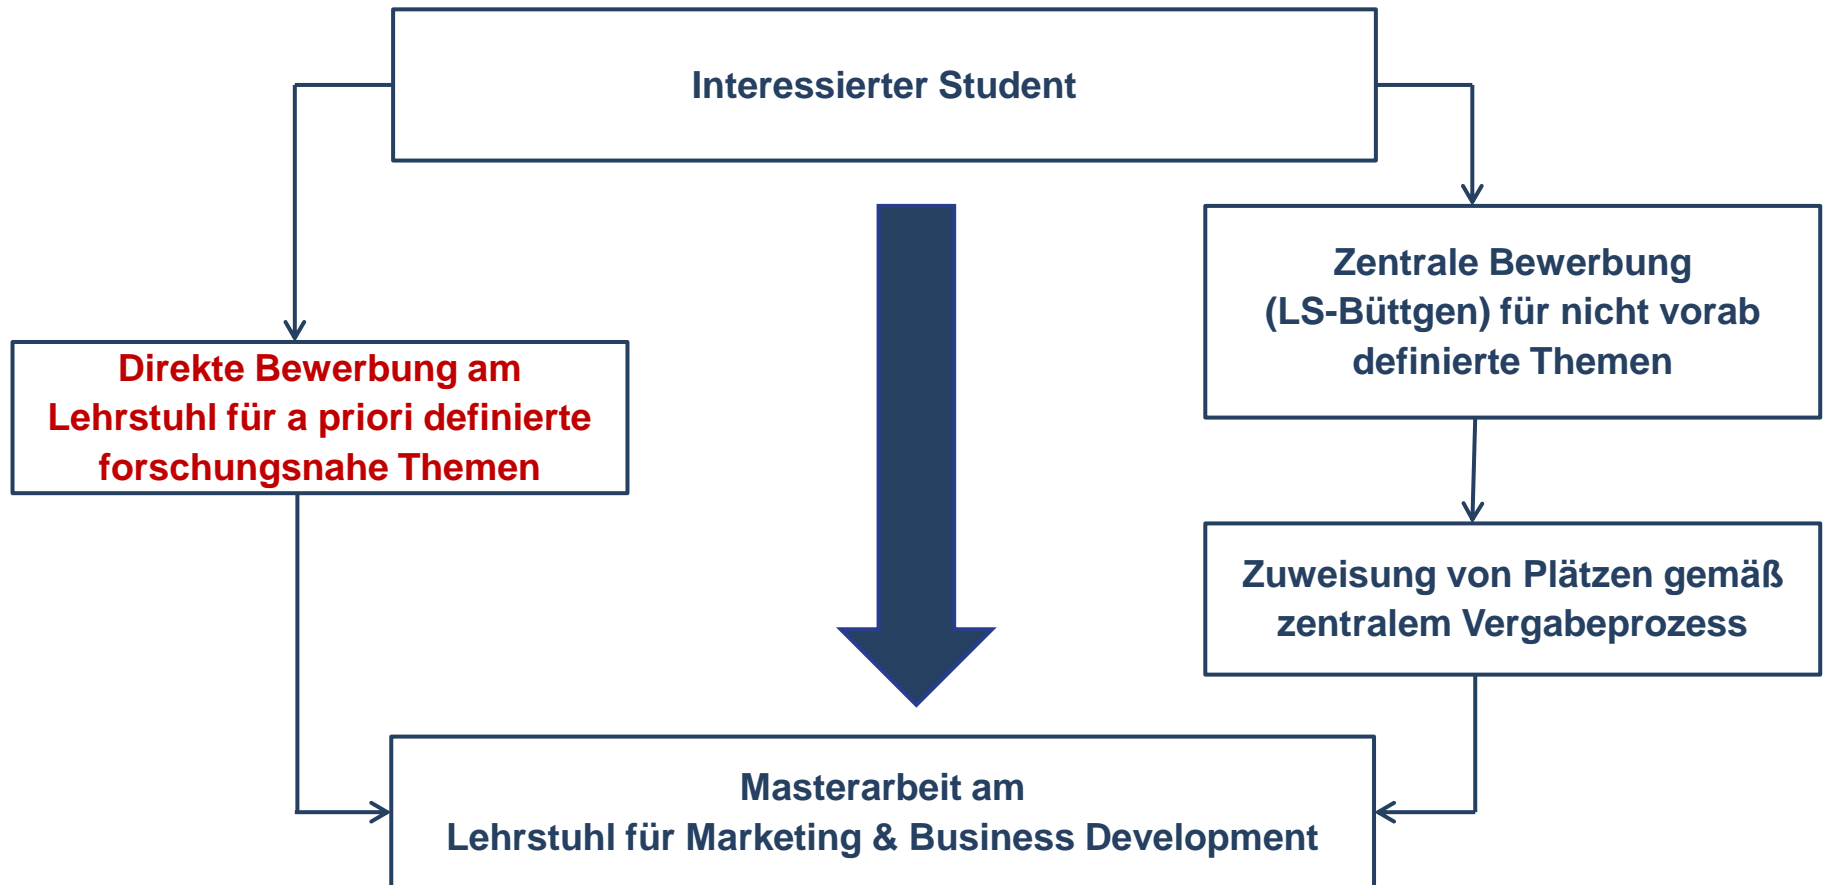 Interessierter Student
Direkte Bewerbung am
Lehrstuhl für a priori definierte
forschungsnahe Themen
Zentrale Bewerbung
(LS-Büttgen) für nicht vorab
definierte Themen
Zuweisung von Plätzen gemäß
zentralem Vergabeprozess
Masterarbeit am
Lehrstuhl für Marketing & Business Development